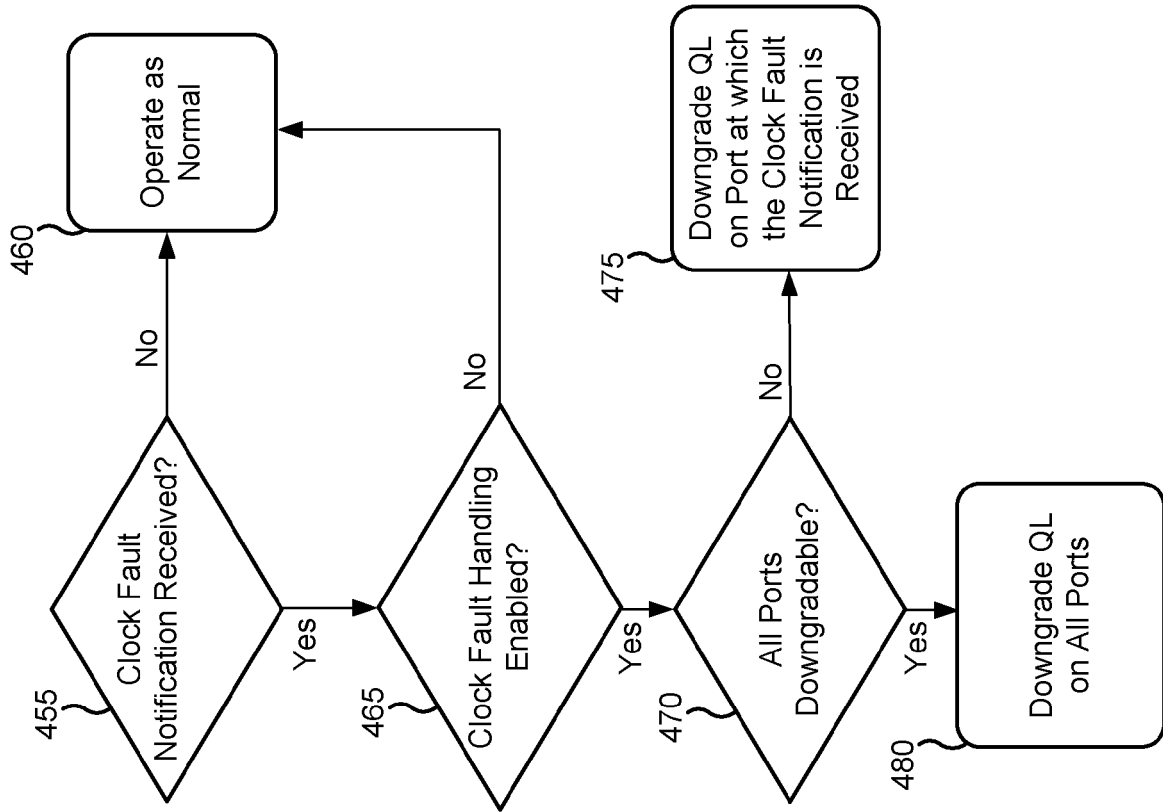 455
Clock Fault
Notification Received?
No
460
Operate as
Normal
Yes
465
Clock Fault Handling
Enabled?
No
Yes
470
All Ports
Downgradable?
No
475
Downgrade QL
on Port at which
the Clock Fault
Notification is
Received
Yes
480
Downgrade QL
on All Ports